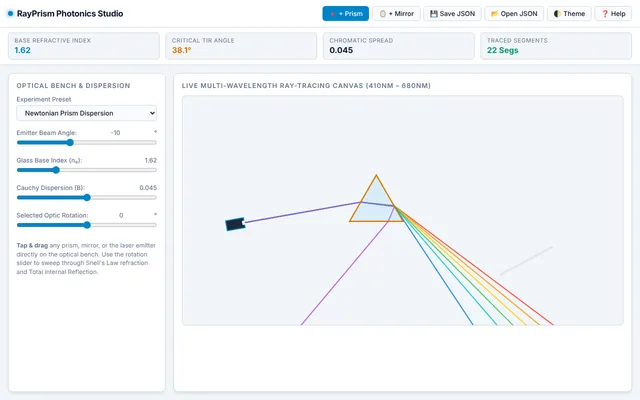 RayPrism Photonics Studio
🔺 + Prism
🪞 + Mirror
💾 Save JSON
📂 Open JSON
🌓 Theme
❓ Help
BASE REFRACTIVE INDEX
1.62
CRITICAL TIR ANGLE
38.1°
CHROMATIC SPREAD
0.045
TRACED SEGMENTS
22 Segs
OPTICAL BENCH & DISPERSION
Experiment Preset
Newtonian Prism Dispersion
Emitter Beam Angle: -10 °
Glass Base Index (n₀): 1.62
Cauchy Dispersion (B): 0.045
Selected Optic Rotation: 0 °
Tap & drag any prism, mirror, or the laser emitter
directly on the optical bench. Use the rotation
slider to sweep through Snell's Law refraction
and Total Internal Reflection.
LIVE MULTI-WAVELENGTH RAY-TRACING CANVAS (410NM – 680NM)